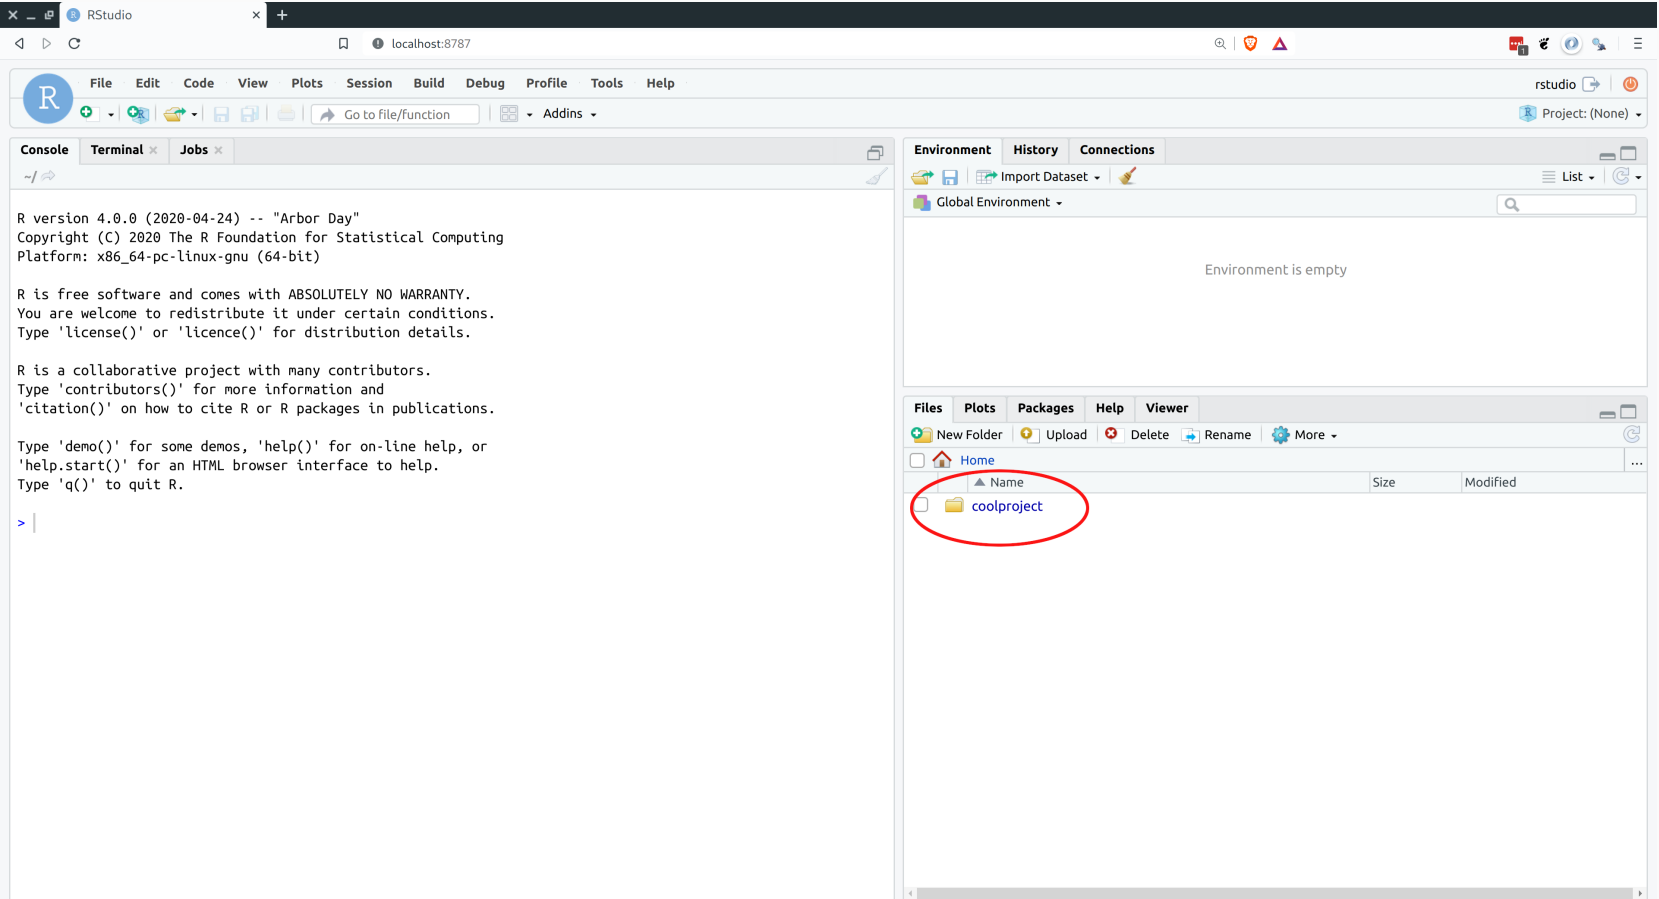 RStudio
localhost:8787
1
R
File Edit Code View Plots Session Build Debug Profile Tools Help
rstudio
Go to file/function
Addins
Project: (None)
Console Terminal Jobs
~/
R version 4.0.0 (2020-04-24) -- "Arbor Day"
Copyright (C) 2020 The R Foundation for Statistical Computing
Platform: x86_64-pc-linux-gnu (64-bit)
R is free software and comes with ABSOLUTELY NO WARRANTY.
You are welcome to redistribute it under certain conditions.
Type 'license()' or 'licence()' for distribution details.
R is a collaborative project with many contributors.
Type 'contributors()' for more information and
'citation()' on how to cite R or R packages in publications.
Type 'demo()' for some demos, 'help()' for on-line help, or
'help.start()' for an HTML browser interface to help.
Type 'q()' to quit R.
>
Environment History Connections
Import Dataset
List
Global Environment
Environment is empty
Files Plots Packages Help Viewer
New Folder Upload Delete Rename More
Home
...
Name Size Modified
coolproject